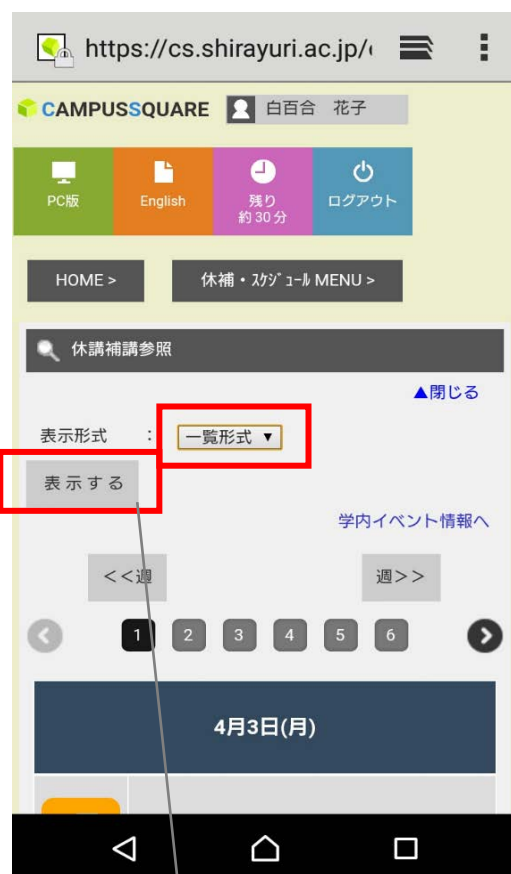 https://cs.shirayuri.ac.jp/
CAMPUSSQUARE 白百合 花子
PC版 English 残り 約30分 ログアウト
HOME > 休補・ｽｹｼﾞｭｰﾙ MENU >
休講補講参照
▲閉じる
表示形式 : 一覧形式 ▼
表示する
学内イベント情報へ
<<週 週>>
1 2 3 4 5 6
4月3日(月)